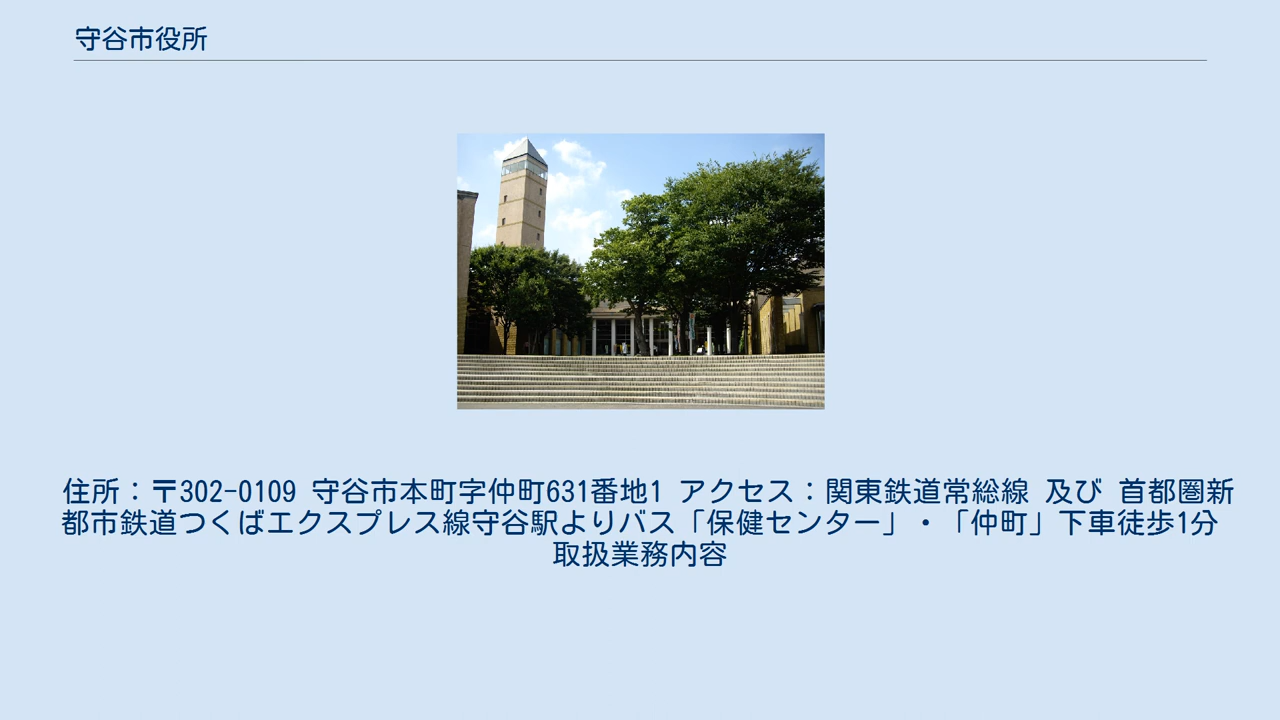 守谷市役所
住所：〒302-0109 守谷市本町字仲町631番地1 アクセス：関東鉄道常総線 及び 首都圏新
都市鉄道つくばエクスプレス線守谷駅よりバス「保健センター」・「仲町」下車徒歩1分
取扱業務内容